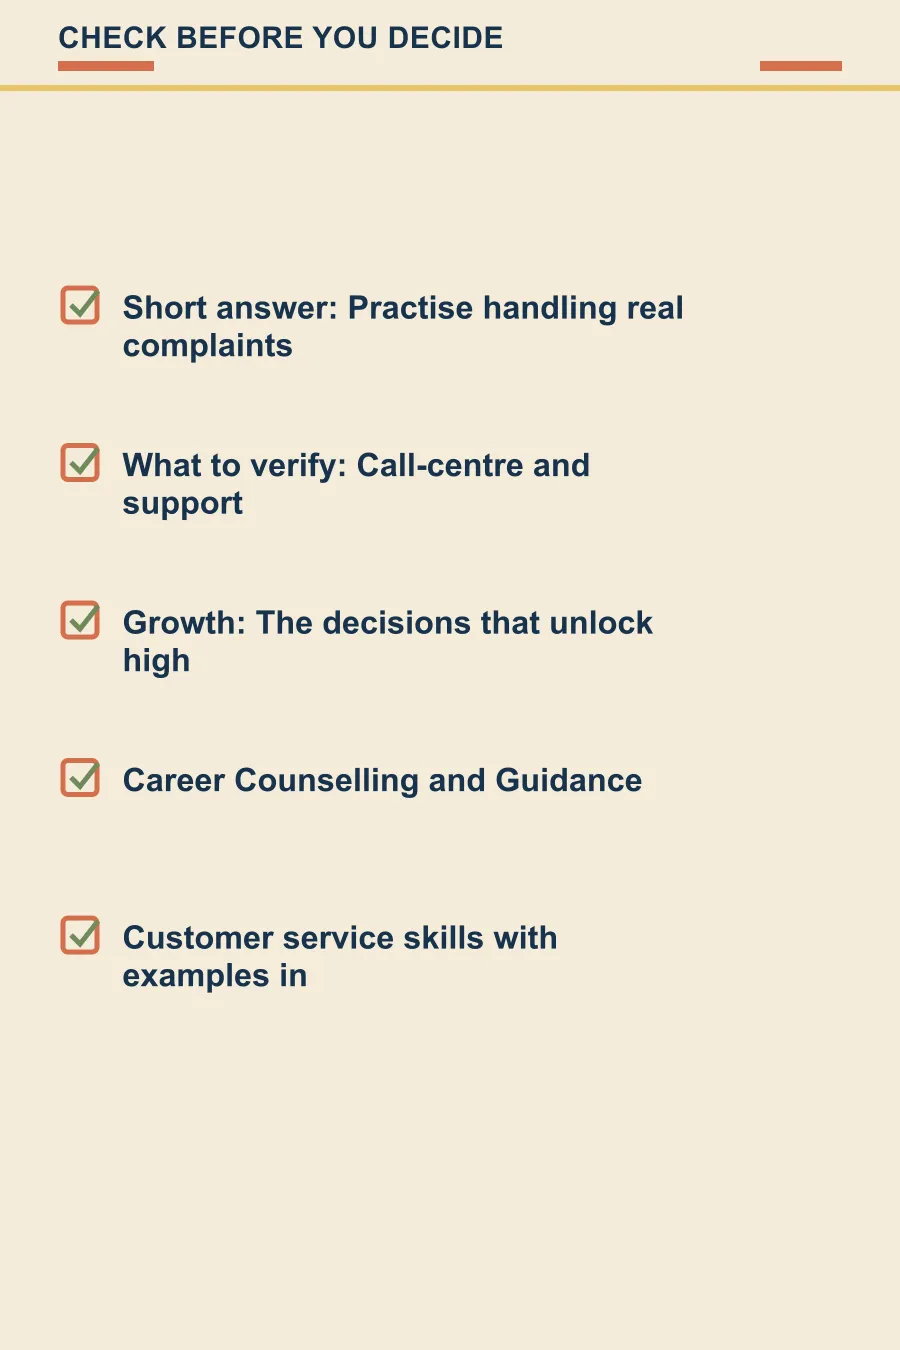 CHECK BEFORE YOU DECIDE
Short answer: Practise handling real
complaints
What to verify: Call-centre and
support
Growth: The decisions that unlock
high
Career Counselling and Guidance
Customer service skills with
examples in